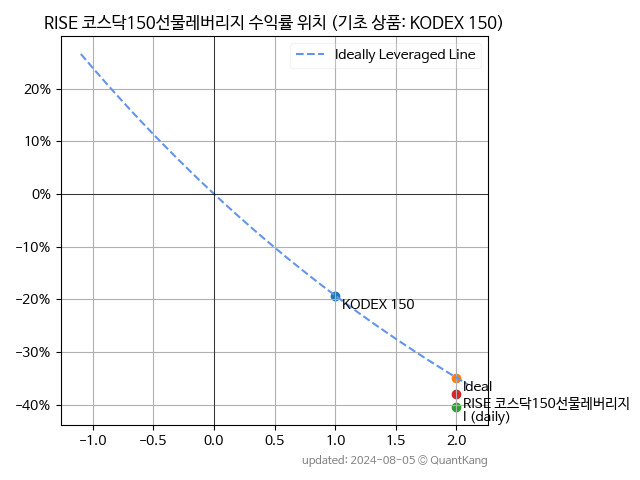 RISE 코스닥150선물레버리지 수익률 위치 (기초 상품: KODEX 150)
Ideally Leveraged Line
20%
10%
0%
−10%
−20%
−30%
−40%
KODEX 150
Ideal
RISE 코스닥150선물레버리지
I (daily)
−1.0 −0.5 0.0 0.5 1.0 1.5 2.0
updated: 2024-08-05 © QuantKang